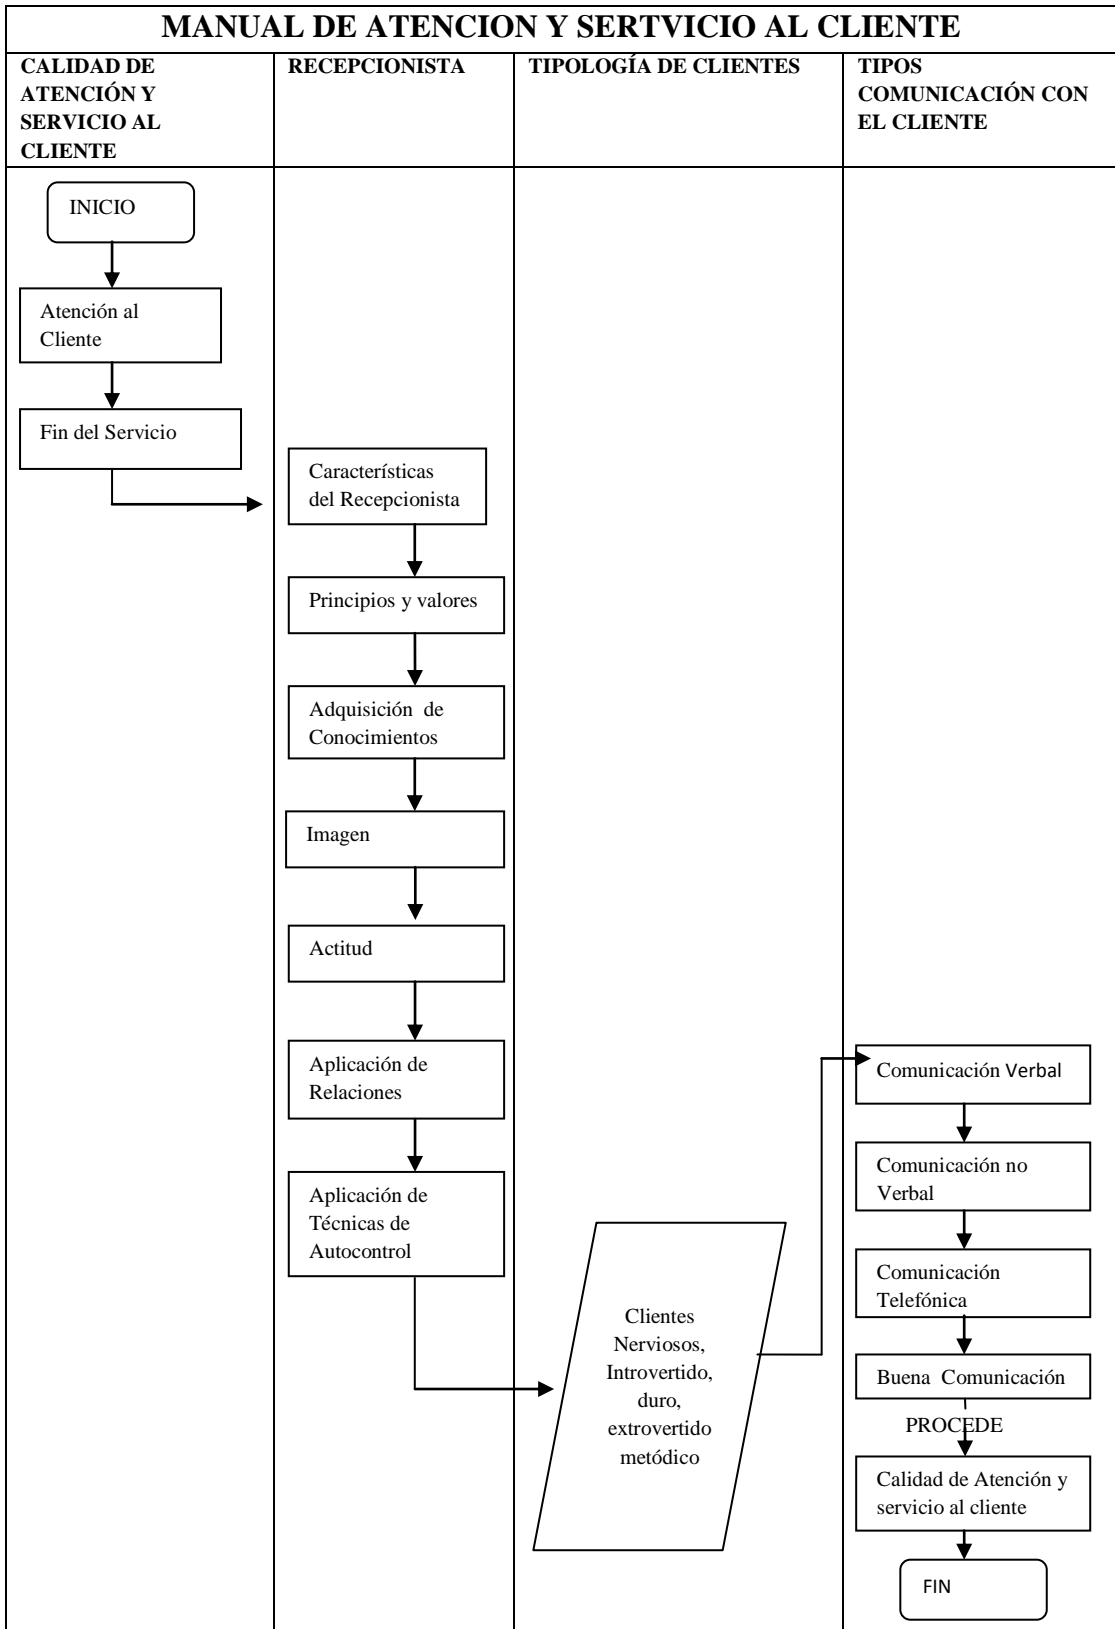 MANUAL DE ATENCION Y SERTVICIO AL CLIENTE
CALIDAD DE
ATENCIÓN Y
SERVICIO AL
CLIENTE
RECEPCIONISTA
TIPOLOGÍA DE CLIENTES
TIPOS
COMUNICACIÓN CON
EL CLIENTE
INICIO
Atención al
Cliente
Fin del Servicio
Características
del Recepcionista
Principios y valores
Adquisición de
Conocimientos
Imagen
Actitud
Aplicación de
Relaciones
Aplicación de
Técnicas de
Autocontrol
Clientes
Nerviosos,
Introvertido,
duro,
extrovertido
metódico
Comunicación Verbal
Comunicación no
Verbal
Comunicación
Telefónica
Buena Comunicación
PROCEDE
Calidad de Atención y
servicio al cliente
FIN